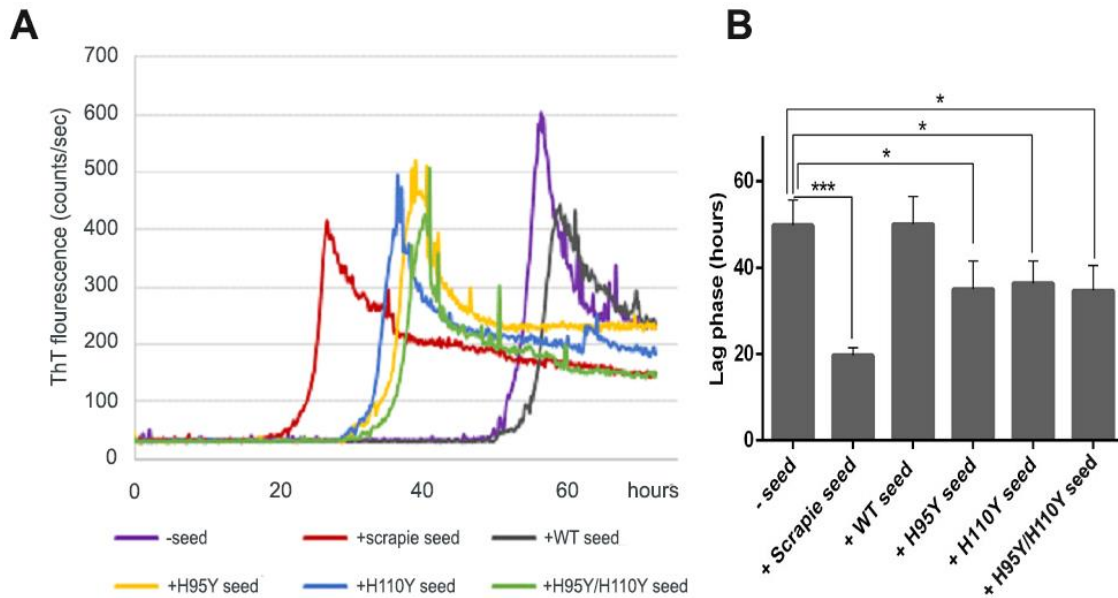 A
ThT flourescence (counts/sec)
700
600
500
400
300
200
100
0
0 20 40 60 hours
-seed +scrapie seed +WT seed
+H95Y seed +H110Y seed +H95Y/H110Y seed
B
Lag phase (hours)
60
40
20
0
*
*
*
***
- seed
+ Scrapie seed
+ WT seed
+ H95Y seed
+ H110Y seed
+ H95Y/H110Y seed